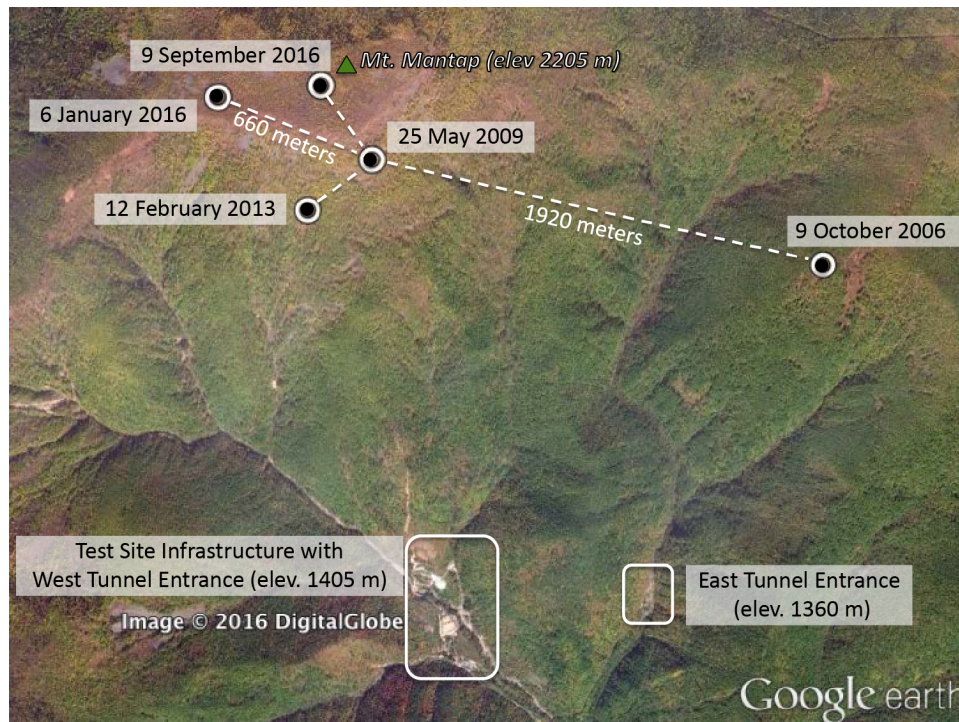 9 September 2016
Mt. Mantap (elev 2205 m)
6 January 2016
660 meters
25 May 2009
12 February 2013
1920 meters
9 October 2006
Test Site Infrastructure with
West Tunnel Entrance (elev. 1405 m)
East Tunnel Entrance
(elev. 1360 m)
Image © 2016 DigitalGlobe
Google earth